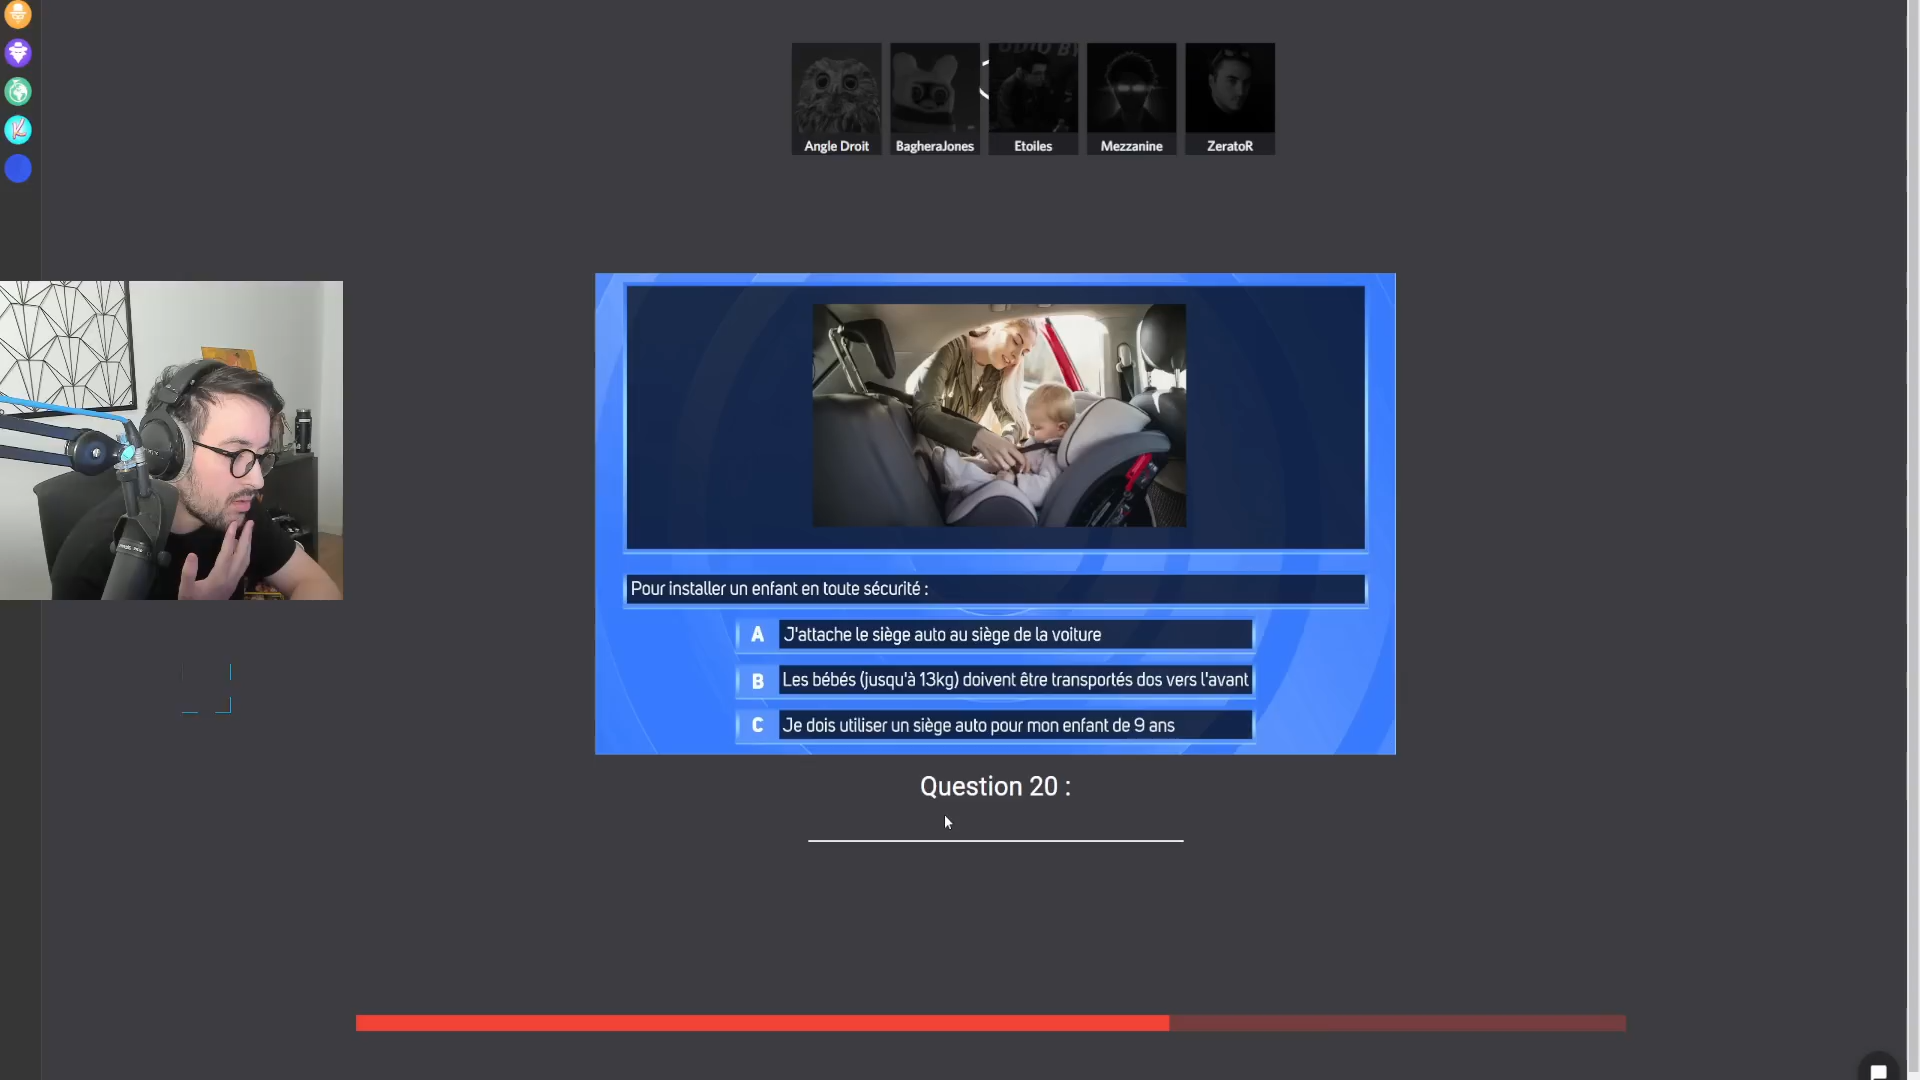 Angle Droit
BagheraJones
Etoiles
Mezzanine
ZeratoR
Pour installer un enfant en toute sécurité :
A J'attache le siège auto au siège de la voiture
B Les bébés (jusqu'à 13kg) doivent être transportés dos vers l'avant
C Je dois utiliser un siège auto pour mon enfant de 9 ans
Question 20 :